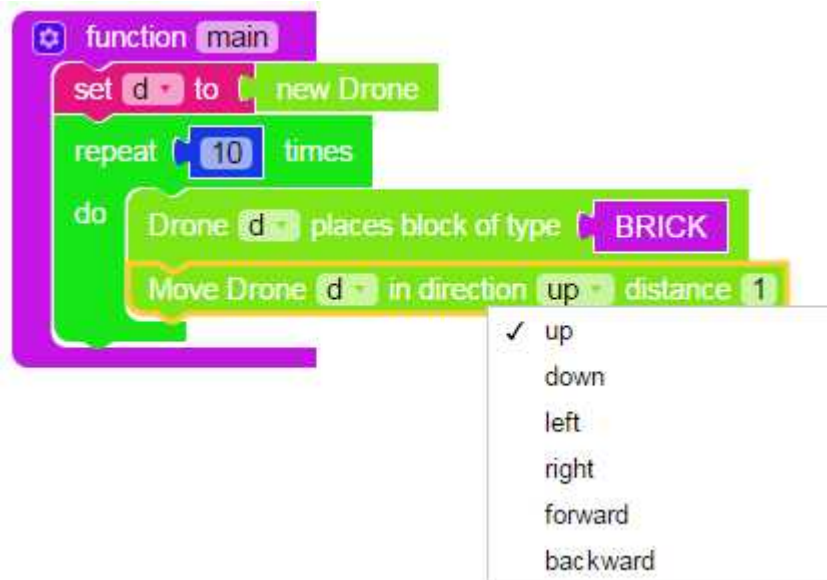 function main
set d to new Drone
repeat 10 times
do
Drone d places block of type BRICK
Move Drone d in direction up distance 1
✓ up
down
left
right
forward
backward